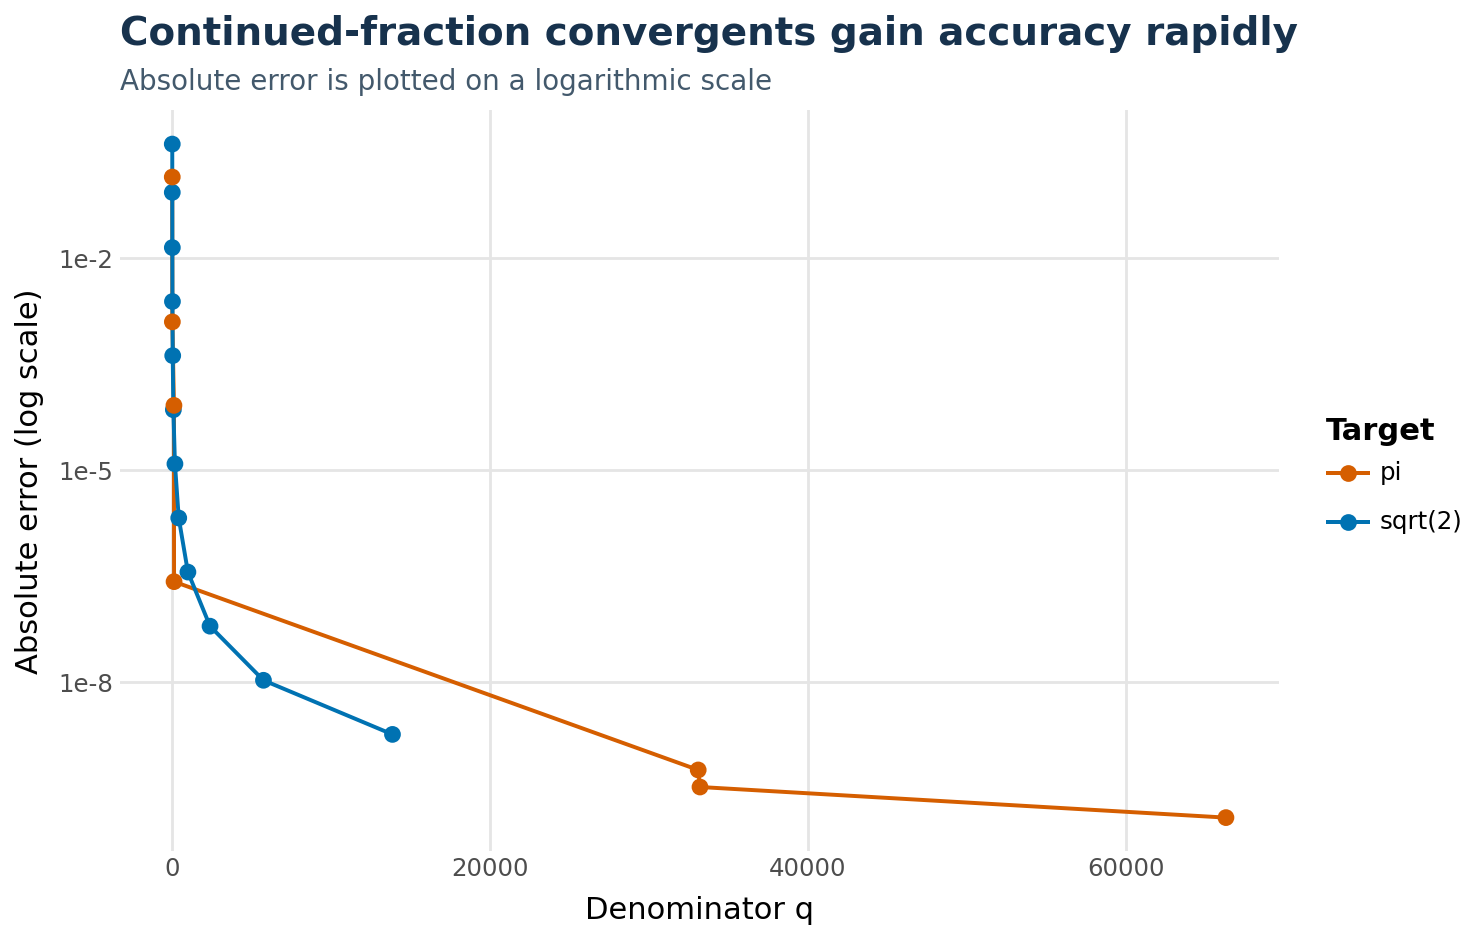 Continued-fraction convergents gain accuracy rapidly
Absolute error is plotted on a logarithmic scale
Absolute error (log scale)
1e-2
1e-5
1e-8
0
20000
40000
60000
Denominator q
Target
pi
sqrt(2)